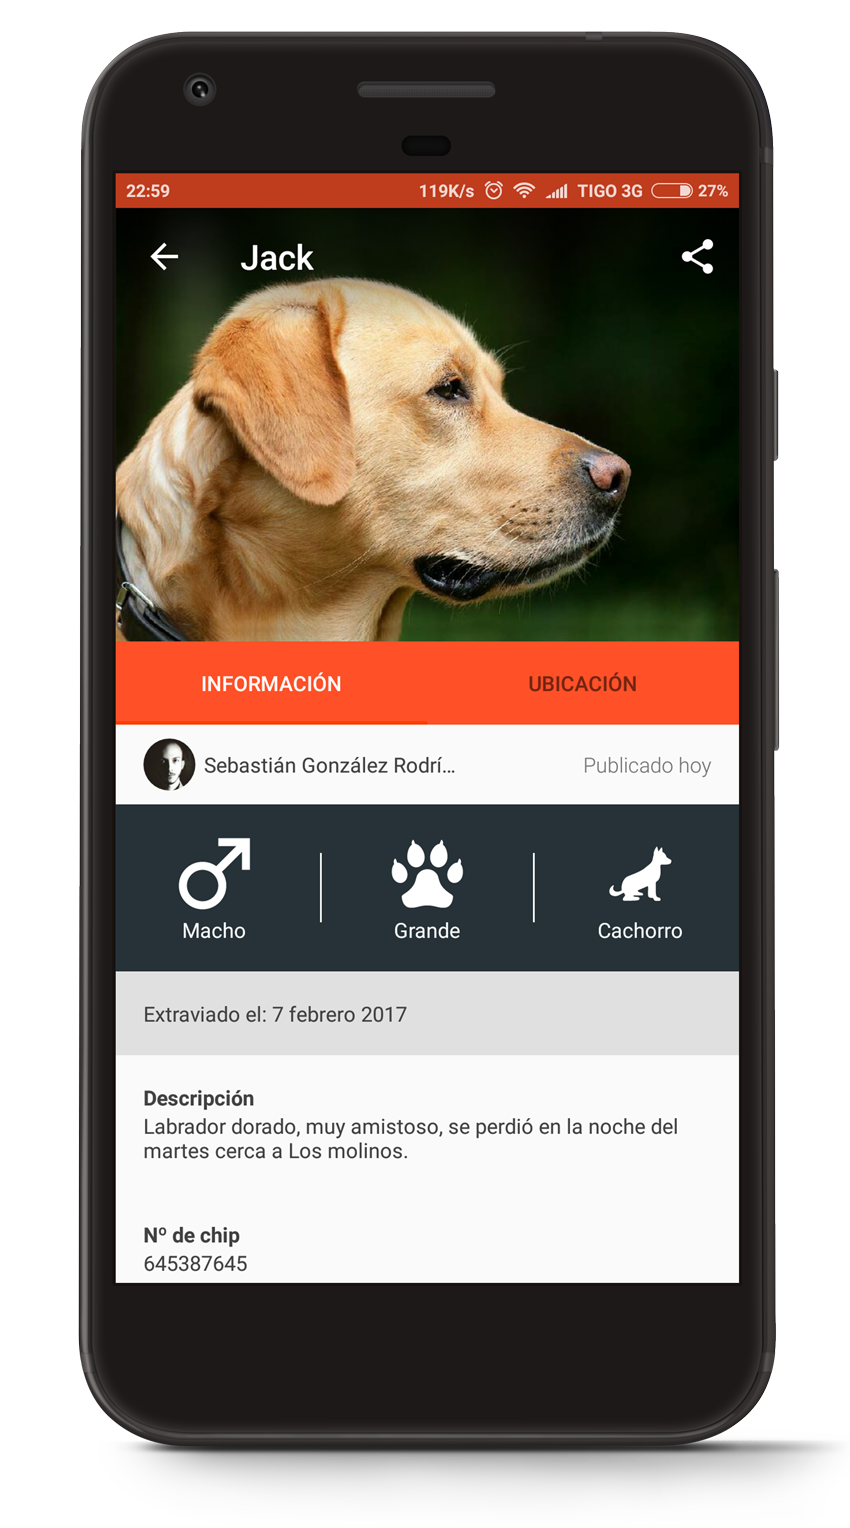 22:59 119K/s TIGO 3G 27%
Jack
INFORMACIÓN UBICACIÓN
Sebastián González Rodrí... Publicado hoy
Macho Grande Cachorro
Extraviado el: 7 febrero 2017
Descripción
Labrador dorado, muy amistoso, se perdió en la noche del
martes cerca a Los molinos.
Nº de chip
645387645